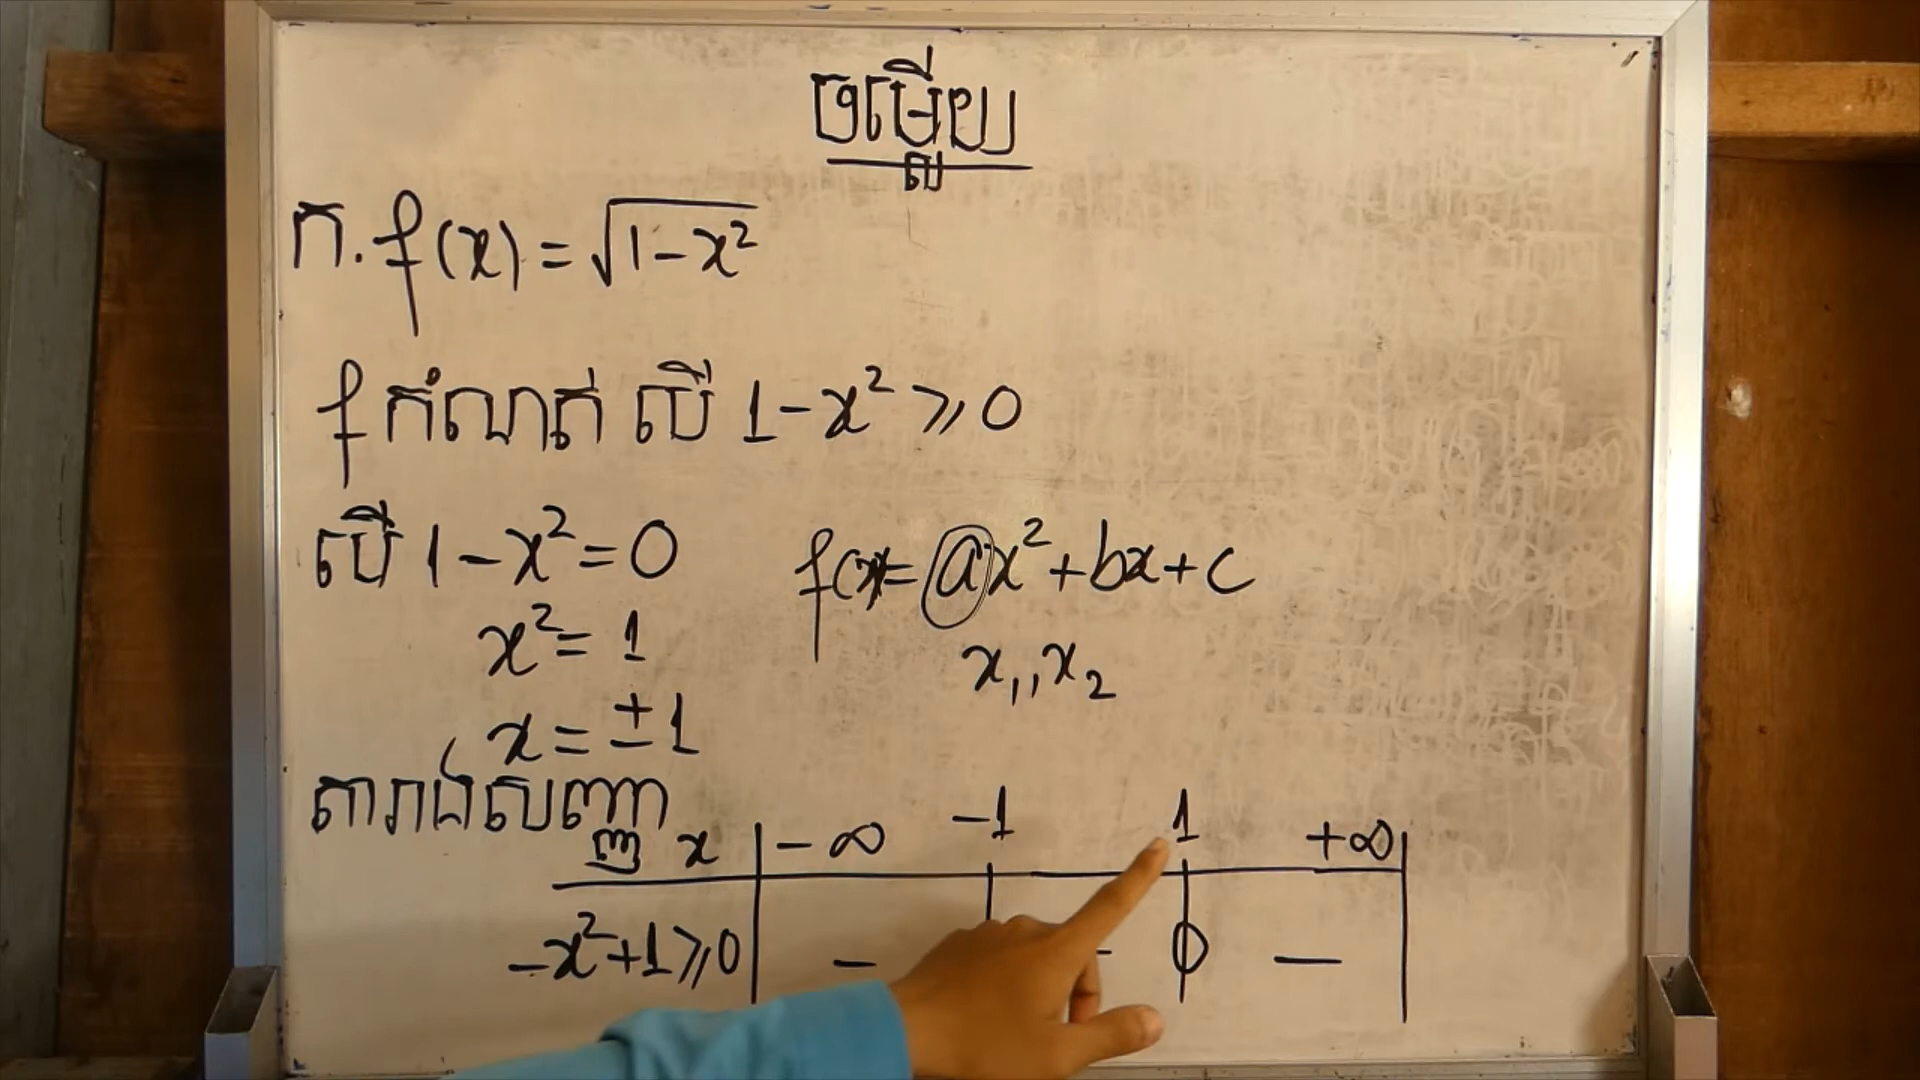 ចម្លើយ
ក. f(x) = √(1-x²)
f កំណត់ បើ 1-x² ⩾ 0
បើ 1-x² = 0
x² = 1
x = ±1
f(x) = ax² + bx + c
x₁, x₂
តារាងសញ្ញា
x -∞ -1 1 +∞
-x²+1 ⩾ 0 - 0 -